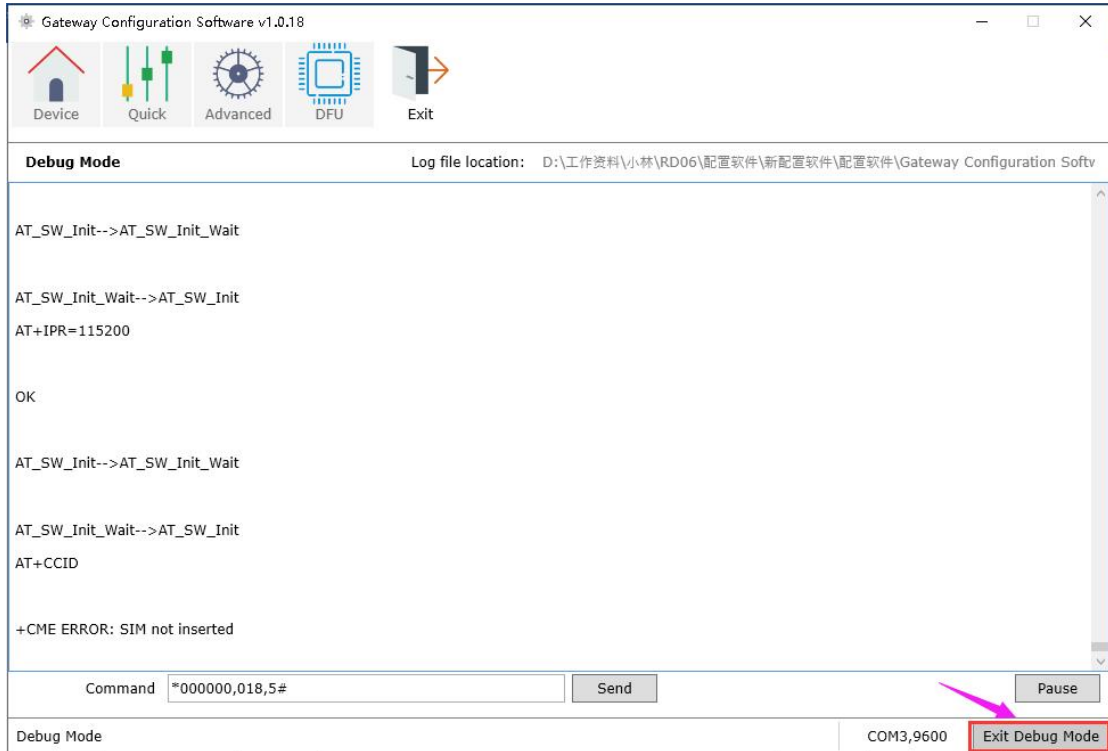 Gateway Configuration Software v1.0.18
Device Quick Advanced DFU Exit
Debug Mode Log file location: D:\工作资料\小林\RD06\配置软件\新配置软件\配置软件\Gateway Configuration Softv
AT_SW_Init-->AT_SW_Init_Wait
AT_SW_Init_Wait-->AT_SW_Init
AT+IPR=115200
OK
AT_SW_Init-->AT_SW_Init_Wait
AT_SW_Init_Wait-->AT_SW_Init
AT+CCID
+CME ERROR: SIM not inserted
Command *000000,018,5# Send Pause
Debug Mode COM3,9600 Exit Debug Mode